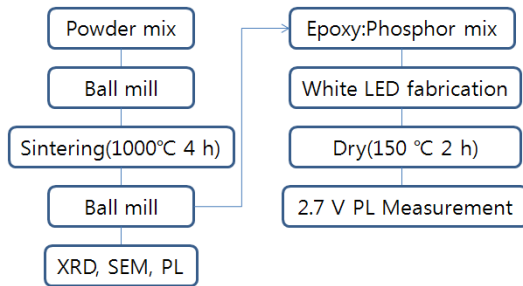 Powder mix
Ball mill
Sintering(1000℃ 4 h)
Ball mill
XRD, SEM, PL
Epoxy:Phosphor mix
White LED fabrication
Dry(150 ℃ 2 h)
2.7 V PL Measurement